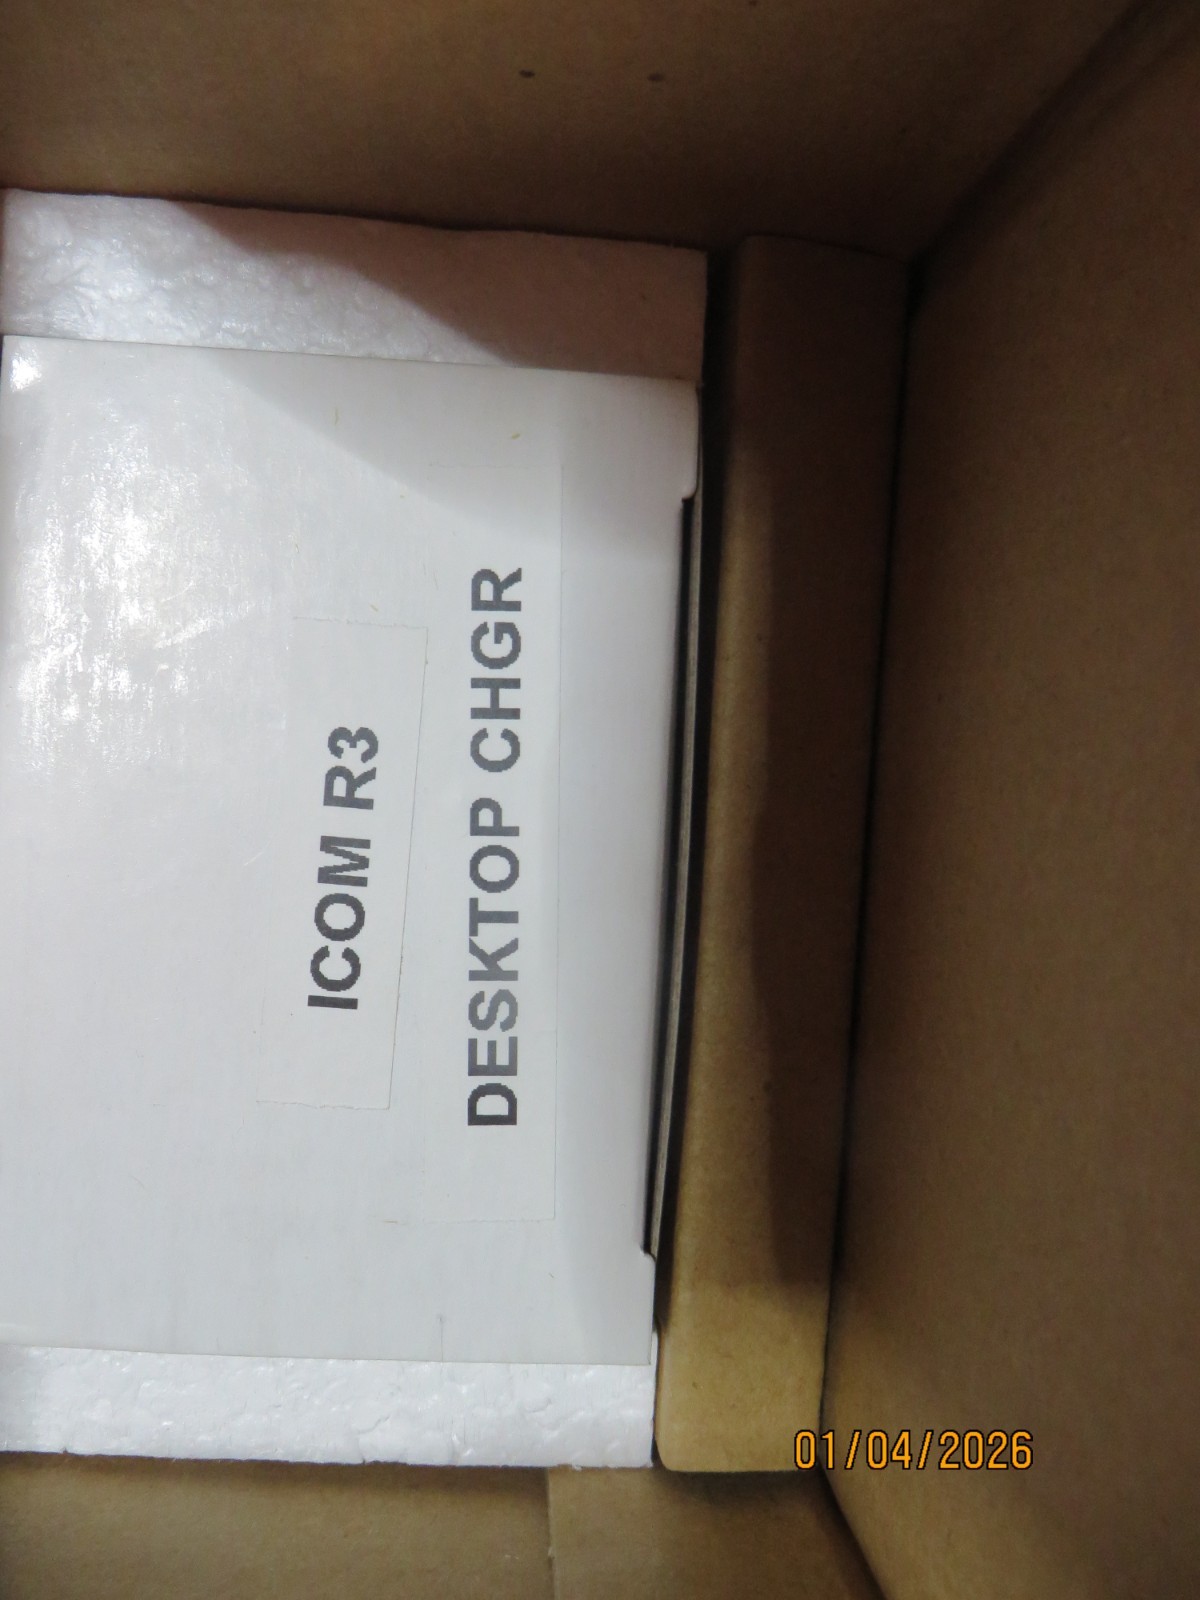 ICOM R3
DESKTOP CHGR
01/04/2026